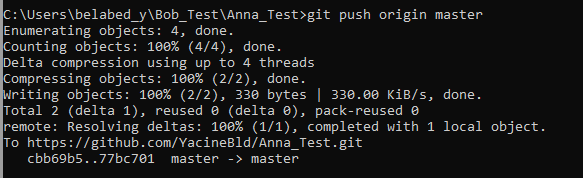 C:\Users\belabed_y\Bob_Test\Anna_Test>git push origin master
Enumerating objects: 4, done.
Counting objects: 100% (4/4), done.
Delta compression using up to 4 threads
Compressing objects: 100% (2/2), done.
Writing objects: 100% (2/2), 330 bytes | 330.00 KiB/s, done.
Total 2 (delta 1), reused 0 (delta 0), pack-reused 0
remote: Resolving deltas: 100% (1/1), completed with 1 local object.
To https://github.com/YacineBld/Anna_Test.git
   cbb69b5..77bc701  master -> master